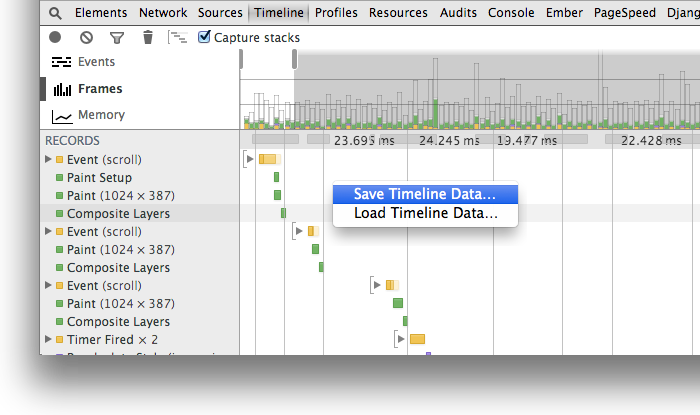 Elements Network Sources Timeline Profiles Resources Audits Console Ember PageSpeed Djang
Capture stacks
Events
Frames
Memory
RECORDS 23.695 ms 24.245 ms 19.477 ms 22.428 ms
Event (scroll)
Paint Setup
Paint (1024 × 387)
Save Timeline Data...
Composite Layers
Load Timeline Data...
Event (scroll)
Paint (1024 × 387)
Composite Layers
Event (scroll)
Paint (1024 × 387)
Composite Layers
Timer Fired × 2